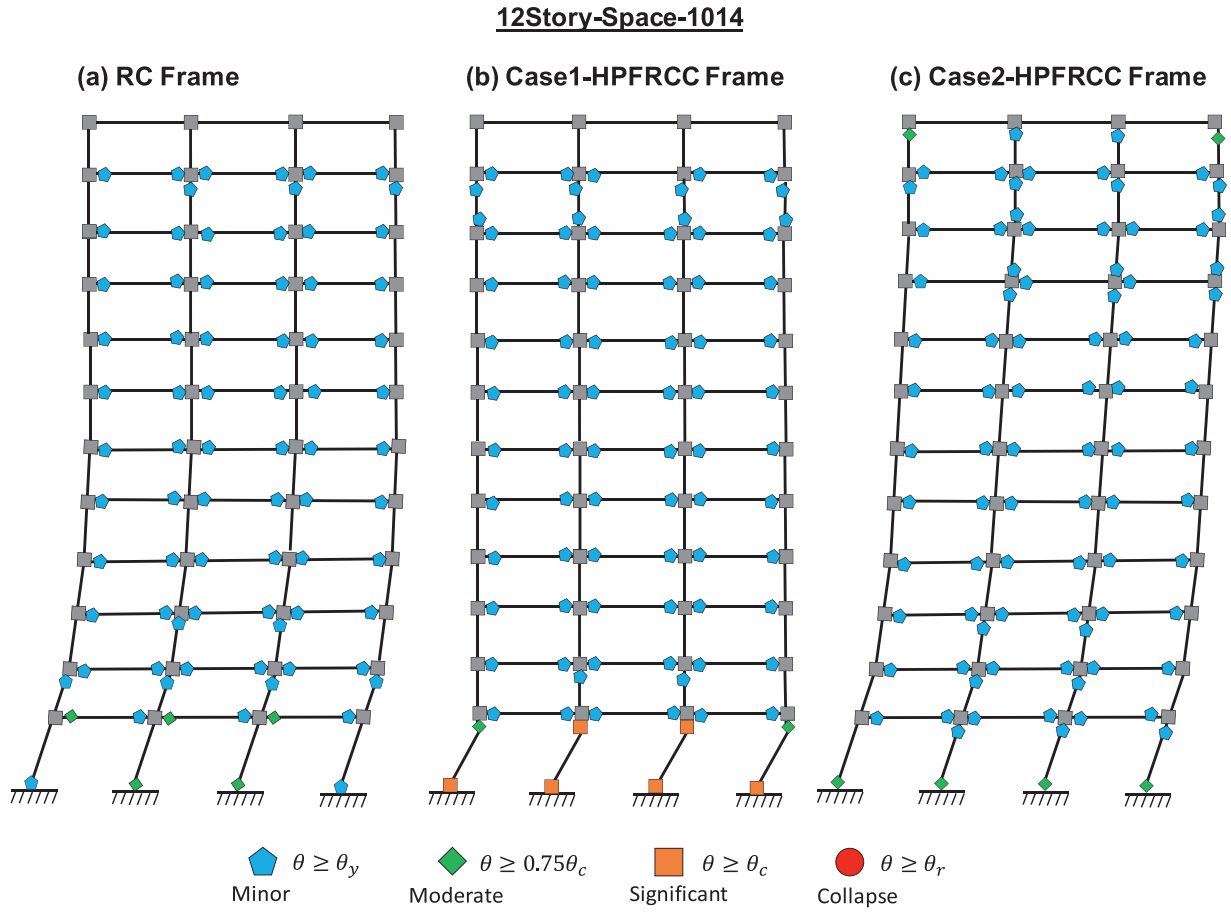 12Story-Space-1014
(a) RC Frame
(b) Case1-HPFRCC Frame
(c) Case2-HPFRCC Frame
θ ≥ θy
θ ≥ 0.75θc
θ ≥ θc
θ ≥ θr
Minor
Moderate
Significant
Collapse